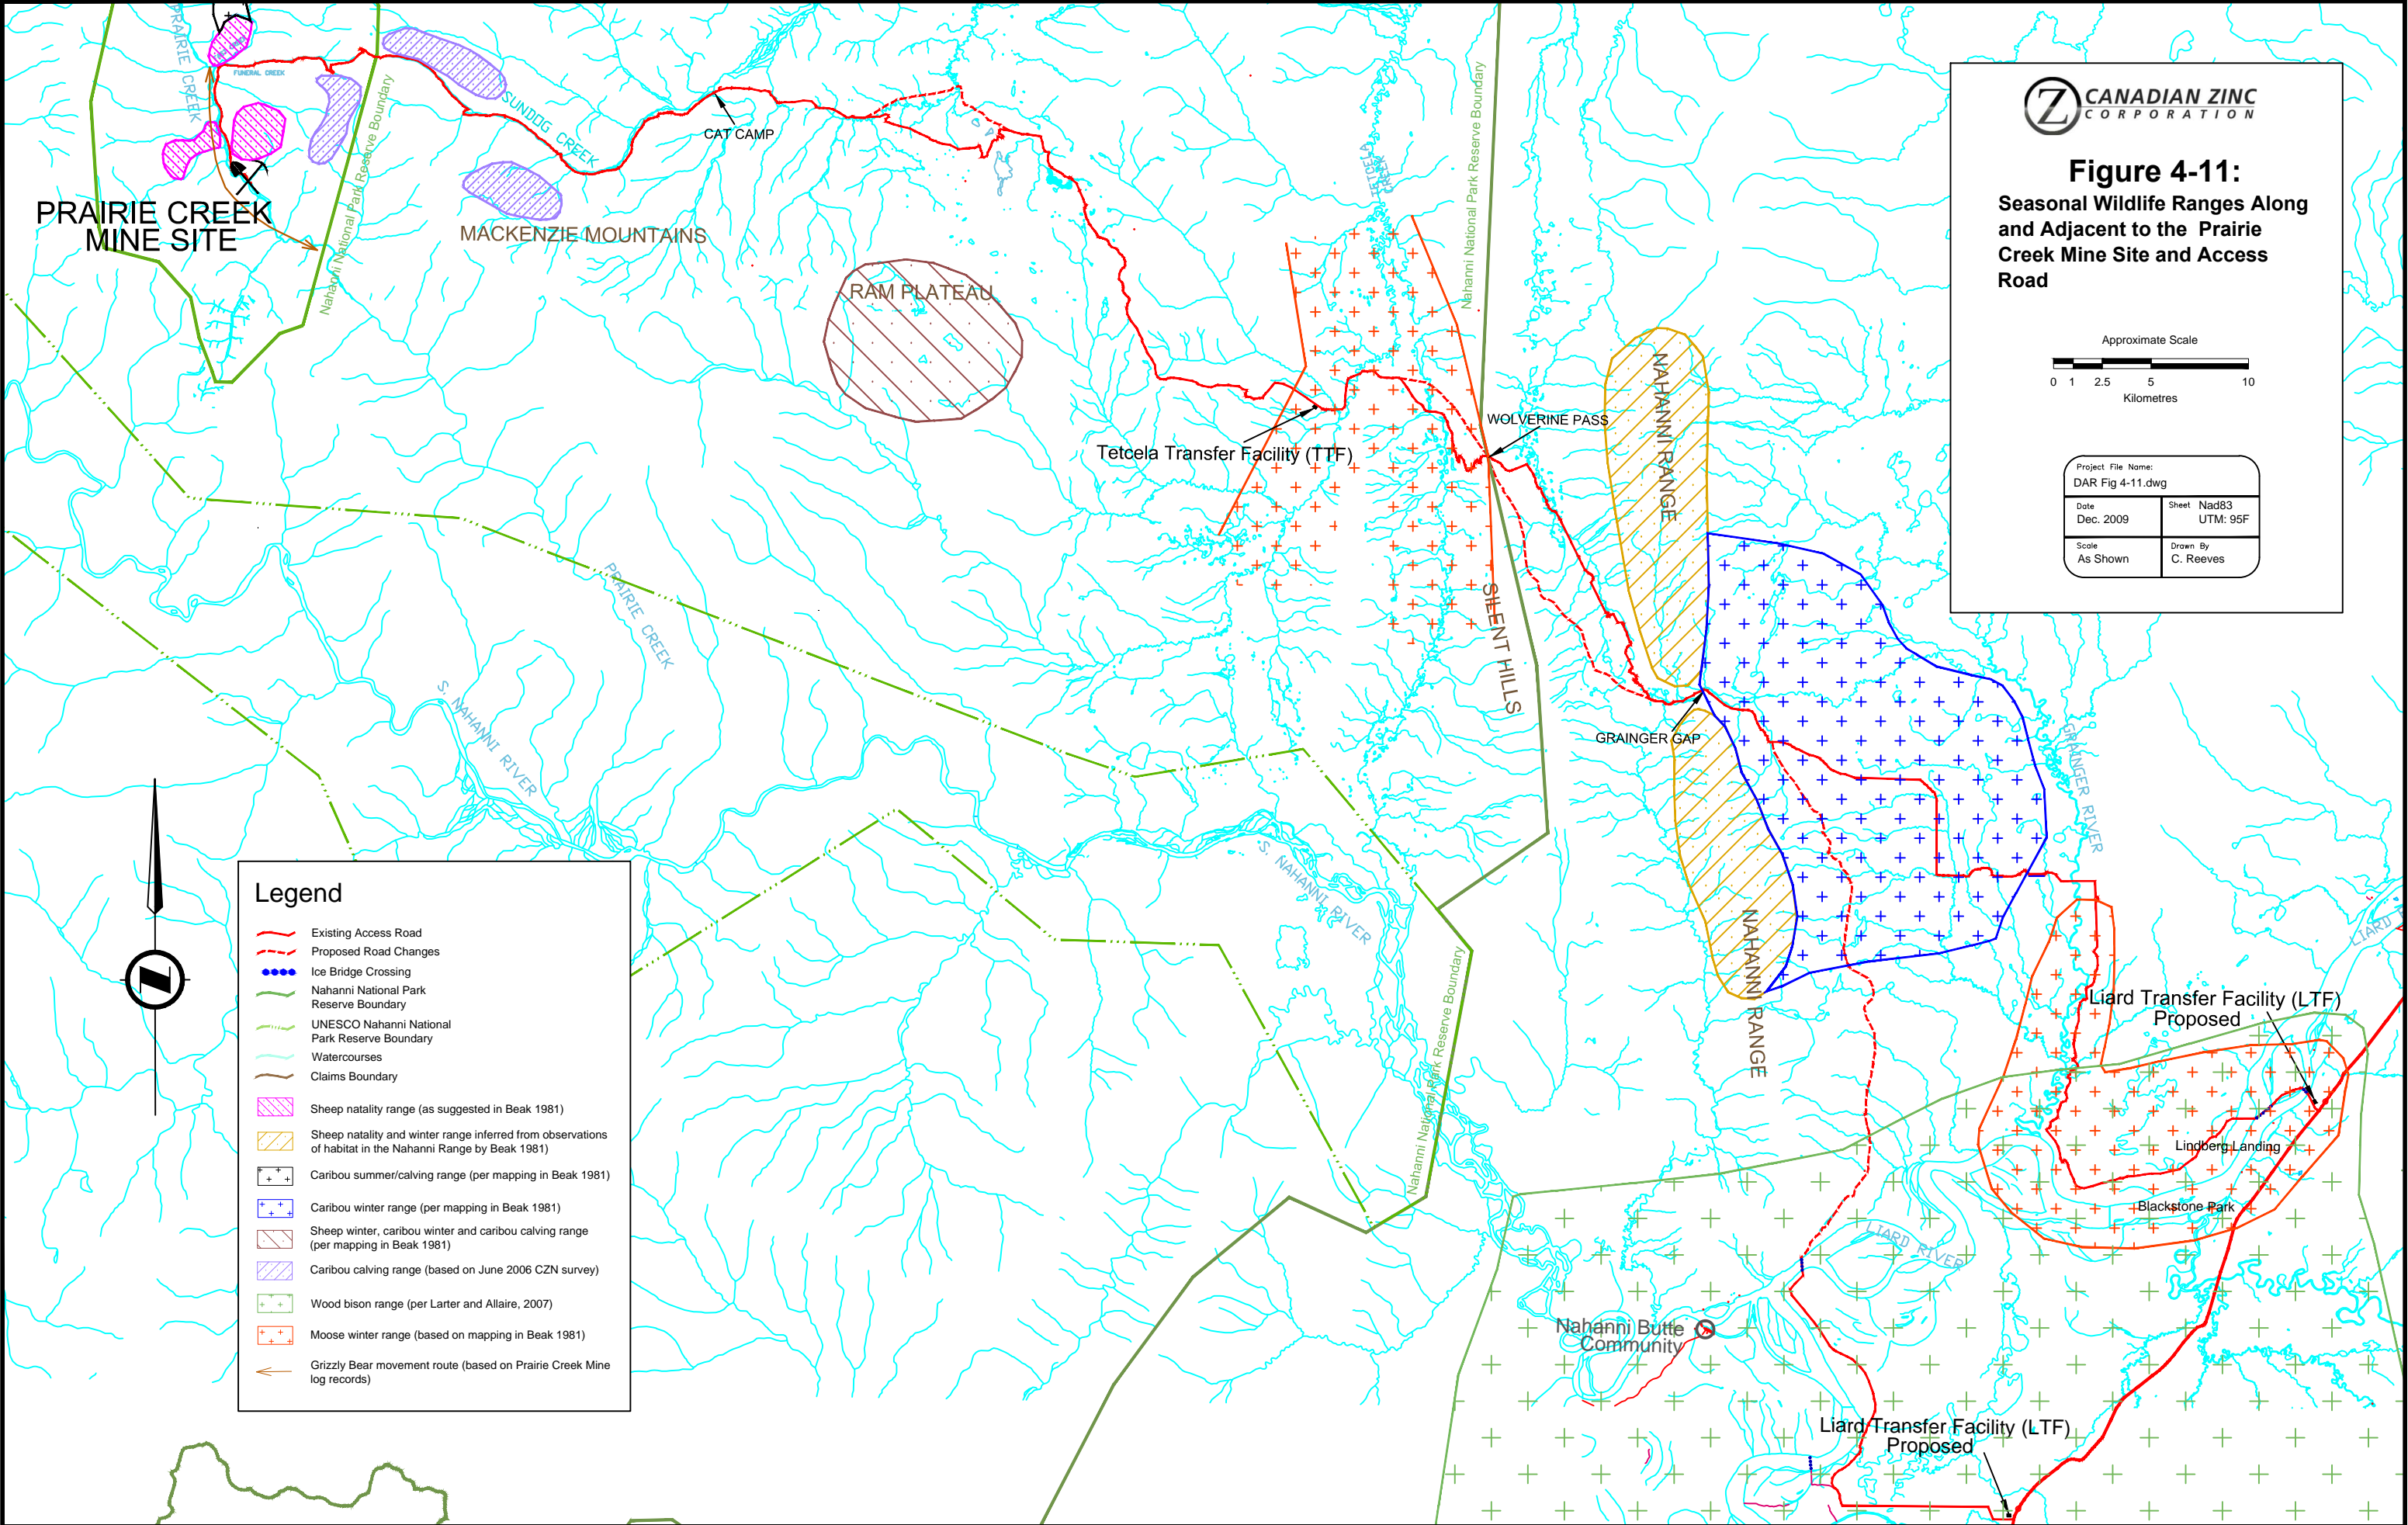 PRAIRIE CREEK
FUNERAL CREEK
PRAIRIE CREEK
MINE SITE
Nahanni National Park Reserve Boundary
SUNDOG CREEK
CAT CAMP
MACKENZIE MOUNTAINS
RAM PLATEAU
TETCELA
CREEK
Nahanni National Park Reserve Boundary
Tetcela Transfer Facility (TTF)
WOLVERINE PASS
NAHANNI RANGE
SILENT HILLS
GRAINGER GAP
GRAINGER RIVER
NAHANNI RANGE
PRAIRIE CREEK
S. NAHANNI RIVER
S. NAHANNI RIVER
Nahanni National Park Reserve Boundary
LIARD
Liard Transfer Facility (LTF)
Proposed
Lindberg Landing
Blackstone Park
LIARD RIVER
Nahanni Butte
Community
Liard Transfer Facility (LTF)
Proposed
Z CANADIAN ZINC
CORPORATION
Figure 4-11:
Seasonal Wildlife Ranges Along
and Adjacent to the Prairie
Creek Mine Site and Access
Road
Approximate Scale
0 1 2.5 5 10
Kilometres
Project File Name:
DAR Fig 4-11.dwg
Date
Dec. 2009
Sheet Nad83
UTM: 95F
Scale
As Shown
Drawn By
C. Reeves
N
Legend
Existing Access Road
Proposed Road Changes
Ice Bridge Crossing
Nahanni National Park
Reserve Boundary
UNESCO Nahanni National
Park Reserve Boundary
Watercourses
Claims Boundary
Sheep natality range (as suggested in Beak 1981)
Sheep natality and winter range inferred from observations
of habitat in the Nahanni Range by Beak 1981)
Caribou summer/calving range (per mapping in Beak 1981)
Caribou winter range (per mapping in Beak 1981)
Sheep winter, caribou winter and caribou calving range
(per mapping in Beak 1981)
Caribou calving range (based on June 2006 CZN survey)
Wood bison range (per Larter and Allaire, 2007)
Moose winter range (based on mapping in Beak 1981)
Grizzly Bear movement route (based on Prairie Creek Mine
log records)